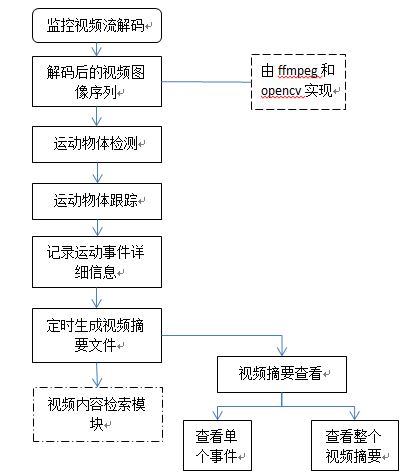 监控视频流解码
解码后的视频图
像序列
由 ffmpeg 和
opencv 实现
运动物体检测
运动物体跟踪
记录运动事件详
细信息
定时生成视频摘
要文件
视频摘要查看
视频内容检索模
块
查看单
个事件
查看整个
视频摘要